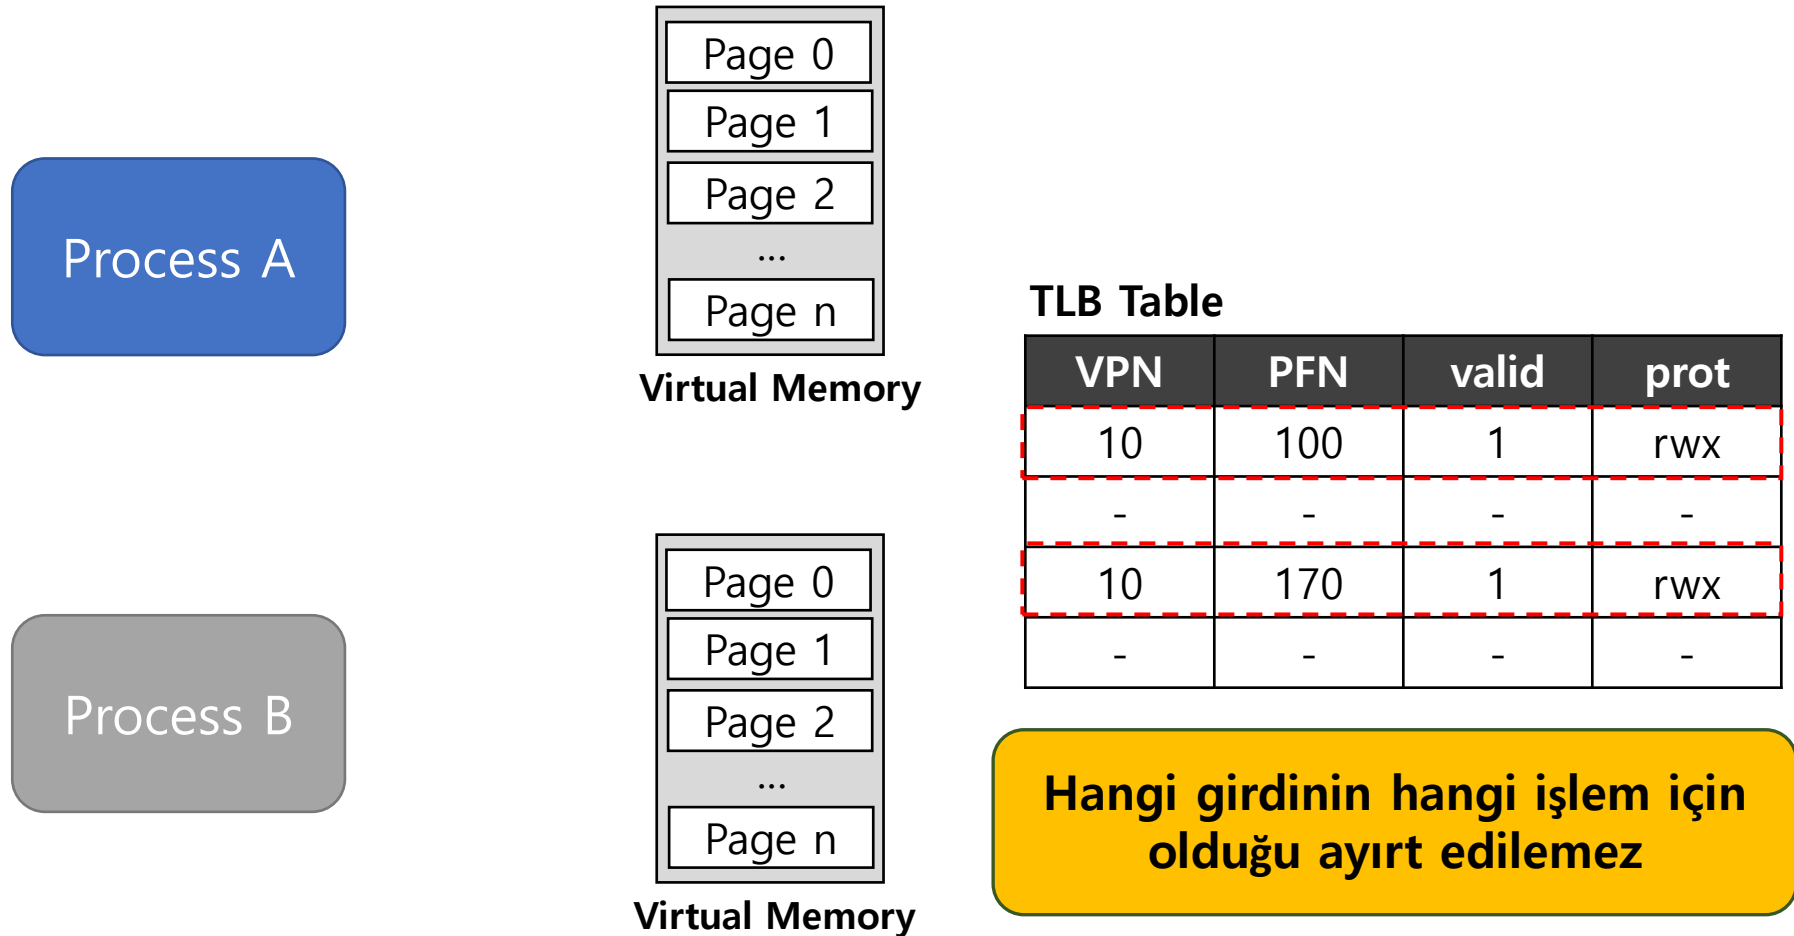 Process A
Page 0
Page 1
Page 2
...
Page n
Virtual Memory
Process B
Page 0
Page 1
Page 2
...
Page n
Virtual Memory
TLB Table
VPN PFN valid prot
10 100 1 rwx
- - - -
10 170 1 rwx
- - - -
Hangi girdinin hangi işlem için
olduğu ayırt edilemez